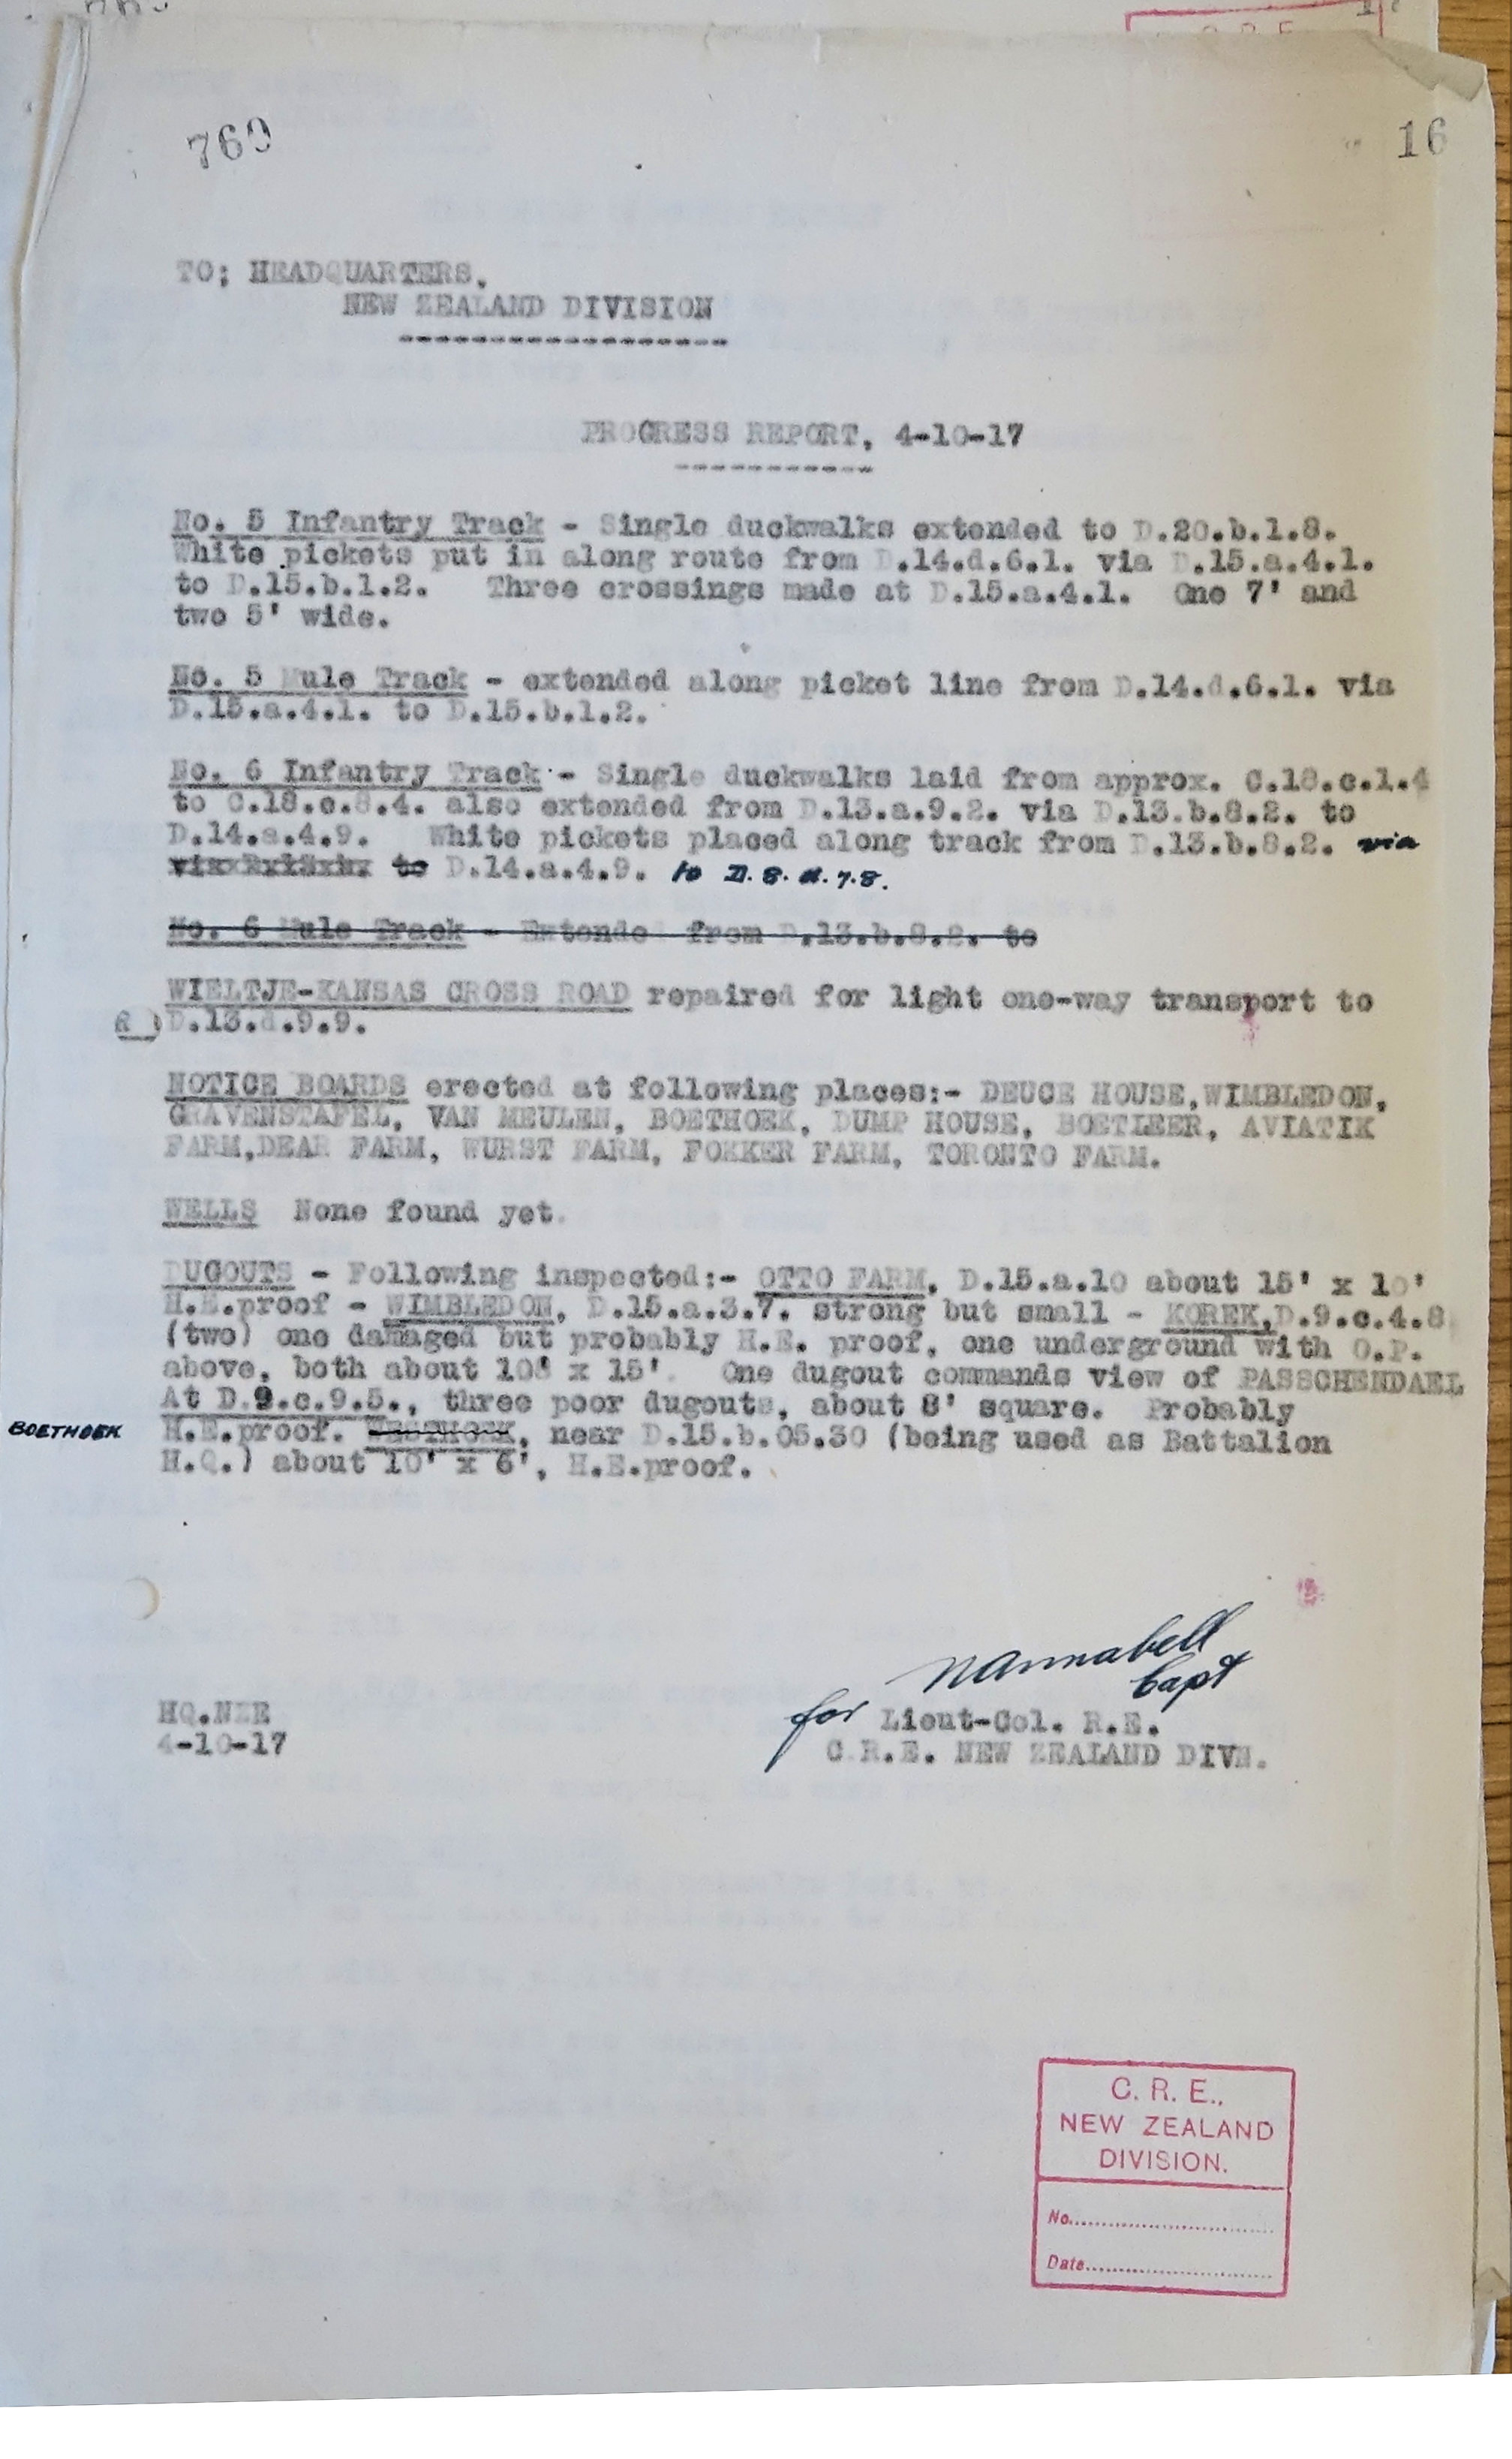 760
16
TO; HEADQUARTERS.
NEW ZEALAND DIVISION
PROGRESS REPORT, 4-10-17
No. 5 Infantry Track - Single duckwalks extended to D.20.b.1.8.
White pickets put in along route from D.14.d.6.1. via D.15.a.4.1.
to D.15.b.1.2. Three crossings made at D.15.a.4.1. One 7' and
two 5' wide.
No. 5 Mule Track - extended along picket line from D.14.d.6.1. via
D.15.a.4.1. to D.15.b.1.2.
No. 6 Infantry Track - Single duckwalks laid from approx. C.18.c.1.4
to C.18.c.8.4. also extended from D.13.a.9.2. via D.13.b.8.2. to
D.14.a.4.9. White pickets placed along track from D.13.b.8.2. via
to D.14.a.4.9. to D.8.d.7.8.
No. 6 Mule Track - Extended from D.13.b.8.2. to
WIELTJE-KANSAS CROSS ROAD repaired for light one-way transport to
D.13.d.9.9.
NOTICE BOARDS erected at following places:- DEUCE HOUSE,WIMBLEDON,
GRAVENSTAFEL, VAN MEULEN, BOETHOEK, DUMP HOUSE, BOETLEER, AVIATIK
FARM,DEAR FARM, WURST FARM, FOKKER FARM, TORONTO FARM.
WELLS None found yet.
DUGOUTS - Following inspected:- OTTO FARM, D.15.a.10 about 15' x 10'
H.E.proof - WIMBLEDON, D.15.a.3.7. strong but small - KOREK,D.9.c.4.8
(two) one damaged but probably H.E. proof, one underground with O.P.
above, both about 10' x 15'. One dugout commands view of PASSCHENDAEL
At D.9.c.9.5., three poor dugouts, about 8' square. Probably
BOETHOEK H.E.proof. near D.15.b.05.30 (being used as Battalion
H.Q.) about 10' x 6', H.E.proof.
NAnnabell
Capt
for Lieut-Col. R.E.
C.R.E. NEW ZEALAND DIVN.
HQ.NZE
4-10-17
C. R. E.,
NEW ZEALAND
DIVISION.
No.
Date